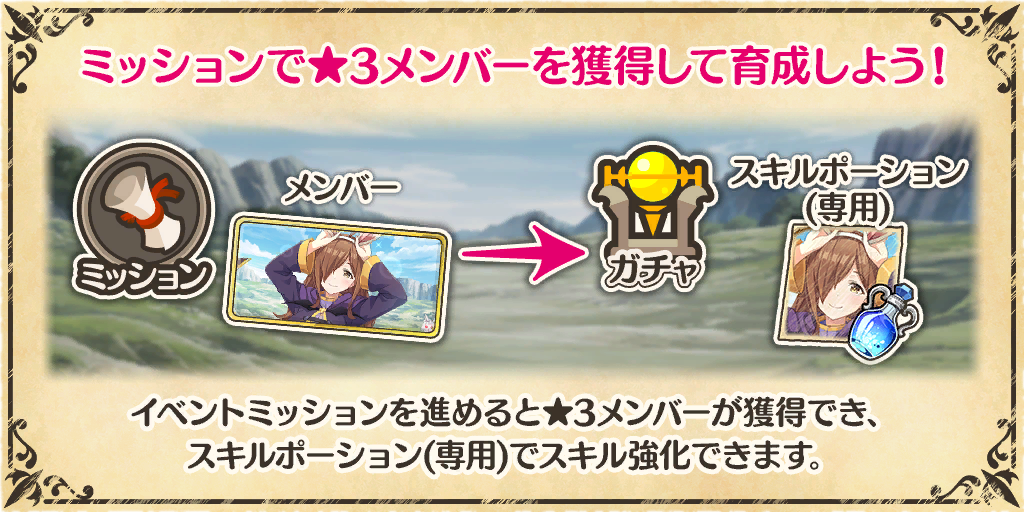 ミッションで★3メンバーを獲得して育成しよう!
ミッション
メンバー
ガチャ
スキルポーション
(専用)
イベントミッションを進めると★3メンバーが獲得でき、
スキルポーション(専用)でスキル強化できます。